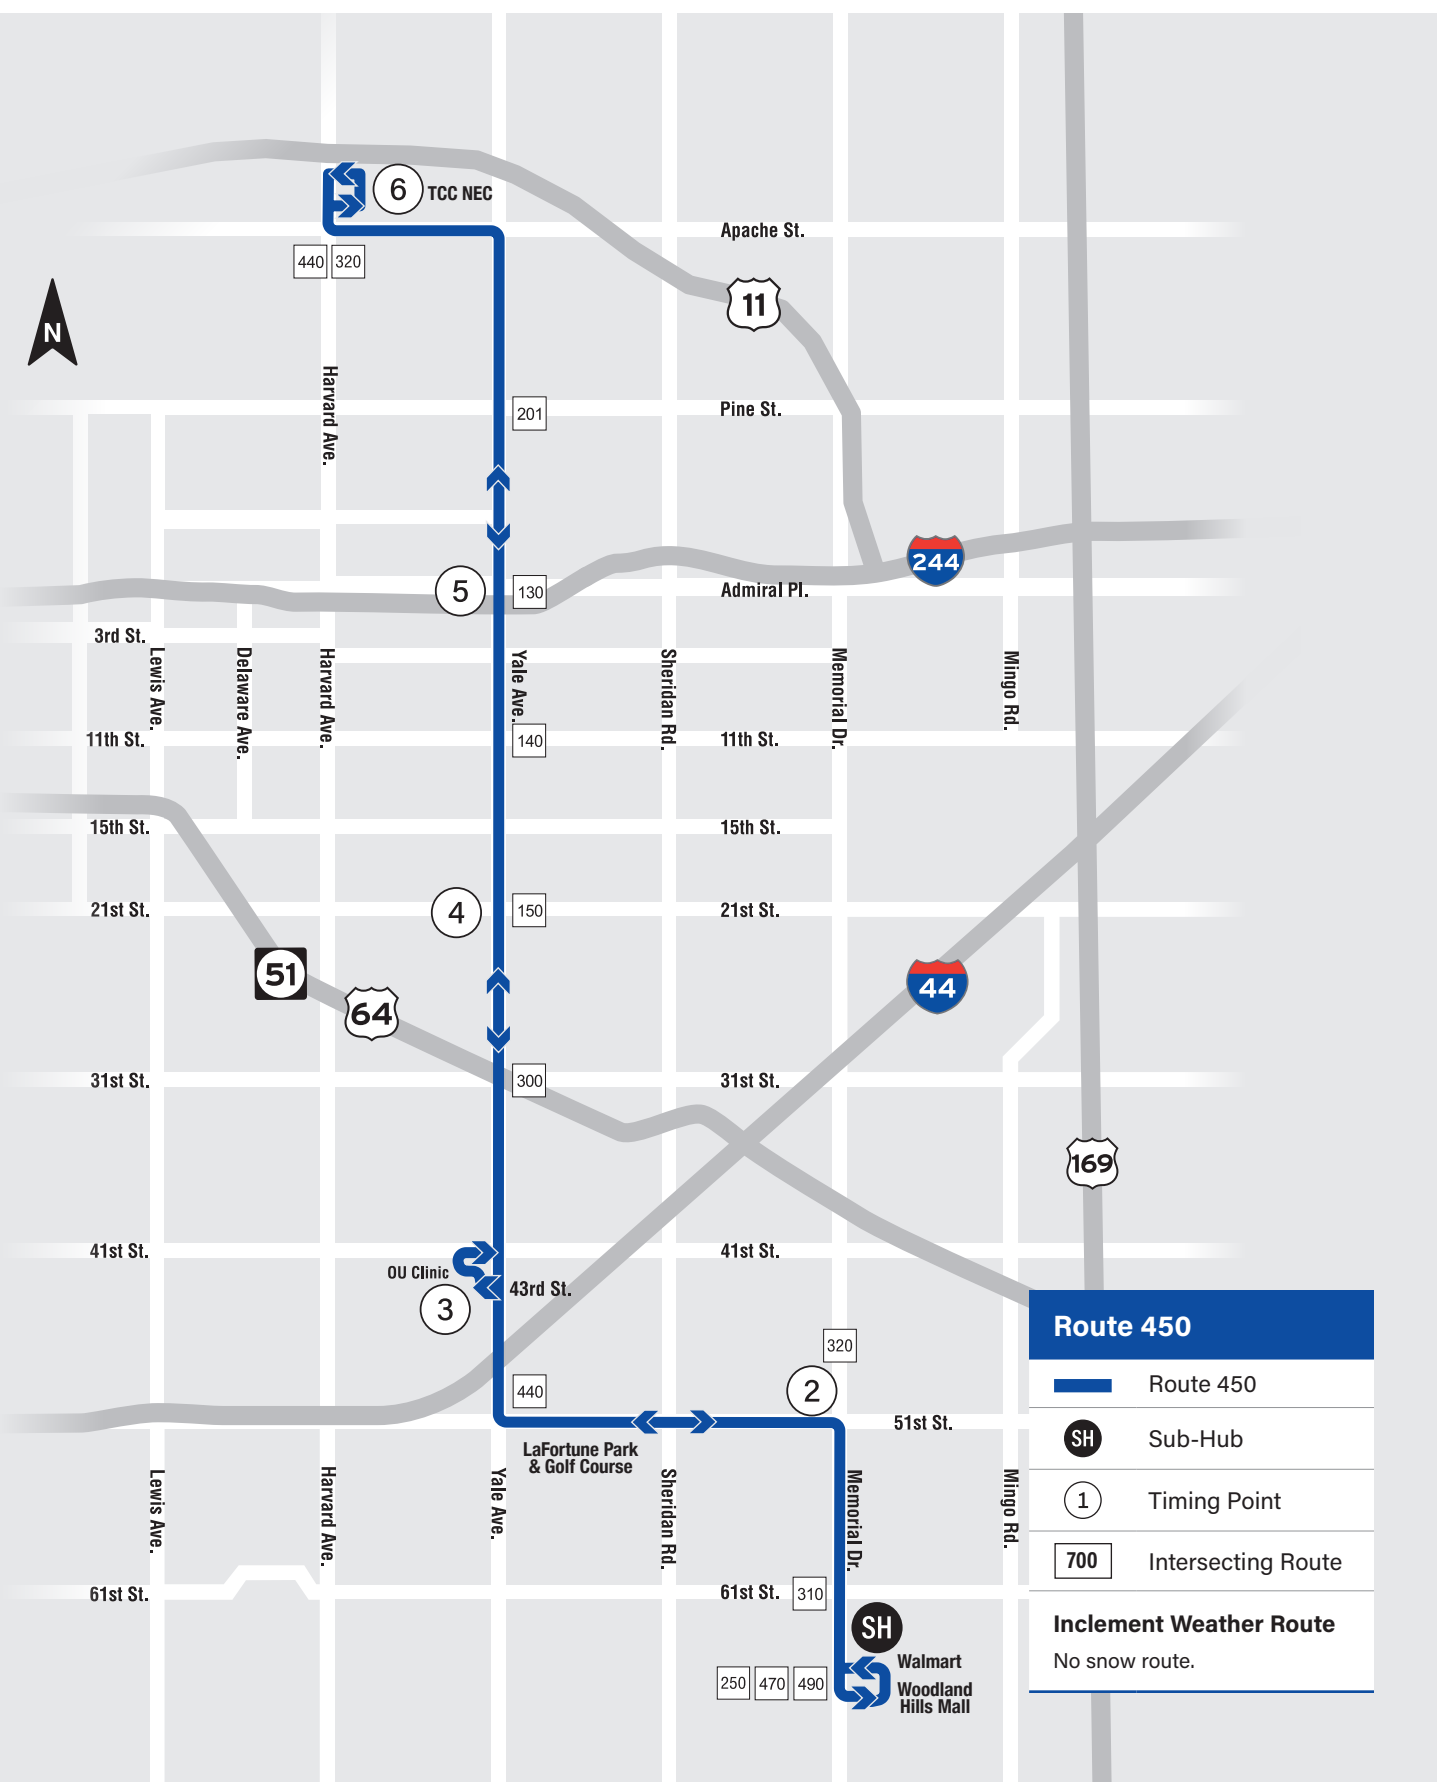 6
TCC NEC
Apache St.
440
320
11
N
Harvard Ave.
201
Pine St.
244
5
130
Admiral Pl.
3rd St.
Lewis Ave.
Delaware Ave.
Harvard Ave.
Yale Ave.
Sheridan Rd.
Memorial Dr.
Mingo Rd.
11th St.
140
11th St.
15th St.
15th St.
21st St.
4
150
21st St.
51
64
44
31st St.
300
31st St.
169
41st St.
41st St.
OU Clinic
3
43rd St.
320
2
440
51st St.
LaFortune Park
& Golf Course
Lewis Ave.
Harvard Ave.
Yale Ave.
Sheridan Rd.
Memorial Dr.
Mingo Rd.
61st St.
61st St.
310
SH
Walmart
250
470
490
Woodland
Hills Mall
Route 450
Route 450
SH
Sub-Hub
1
Timing Point
700
Intersecting Route
Inclement Weather Route
No snow route.